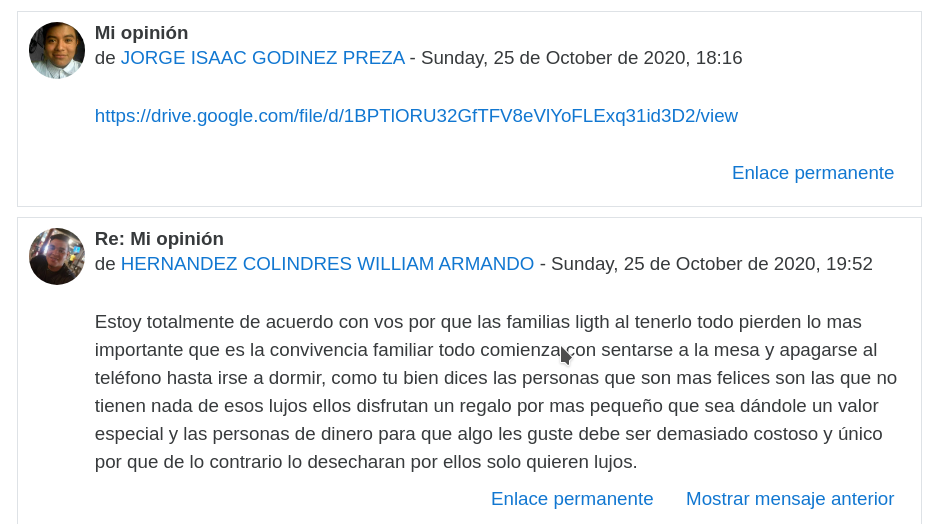 Mi opinión
de JORGE ISAAC GODINEZ PREZA - Sunday, 25 de October de 2020, 18:16
https://drive.google.com/file/d/1BPTlORU32GfTFV8eVlYoFLExq31id3D2/view
Enlace permanente
Re: Mi opinión
de HERNANDEZ COLINDRES WILLIAM ARMANDO - Sunday, 25 de October de 2020, 19:52
Estoy totalmente de acuerdo con vos por que las familias ligth al tenerlo todo pierden lo mas
importante que es la convivencia familiar todo comienza con sentarse a la mesa y apagarse al
teléfono hasta irse a dormir, como tu bien dices las personas que son mas felices son las que no
tienen nada de esos lujos ellos disfrutan un regalo por mas pequeño que sea dándole un valor
especial y las personas de dinero para que algo les guste debe ser demasiado costoso y único
por que de lo contrario lo desecharan por ellos solo quieren lujos.
Enlace permanente Mostrar mensaje anterior